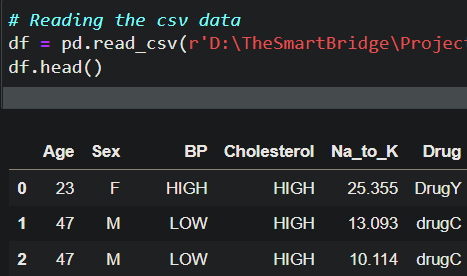 # Reading the csv data
df = pd.read_csv(r'D:\TheSmartBridge\Project
df.head()
Age Sex BP Cholesterol Na_to_K Drug
0 23 F HIGH HIGH 25.355 DrugY
1 47 M LOW HIGH 13.093 drugC
2 47 M LOW HIGH 10.114 drugC